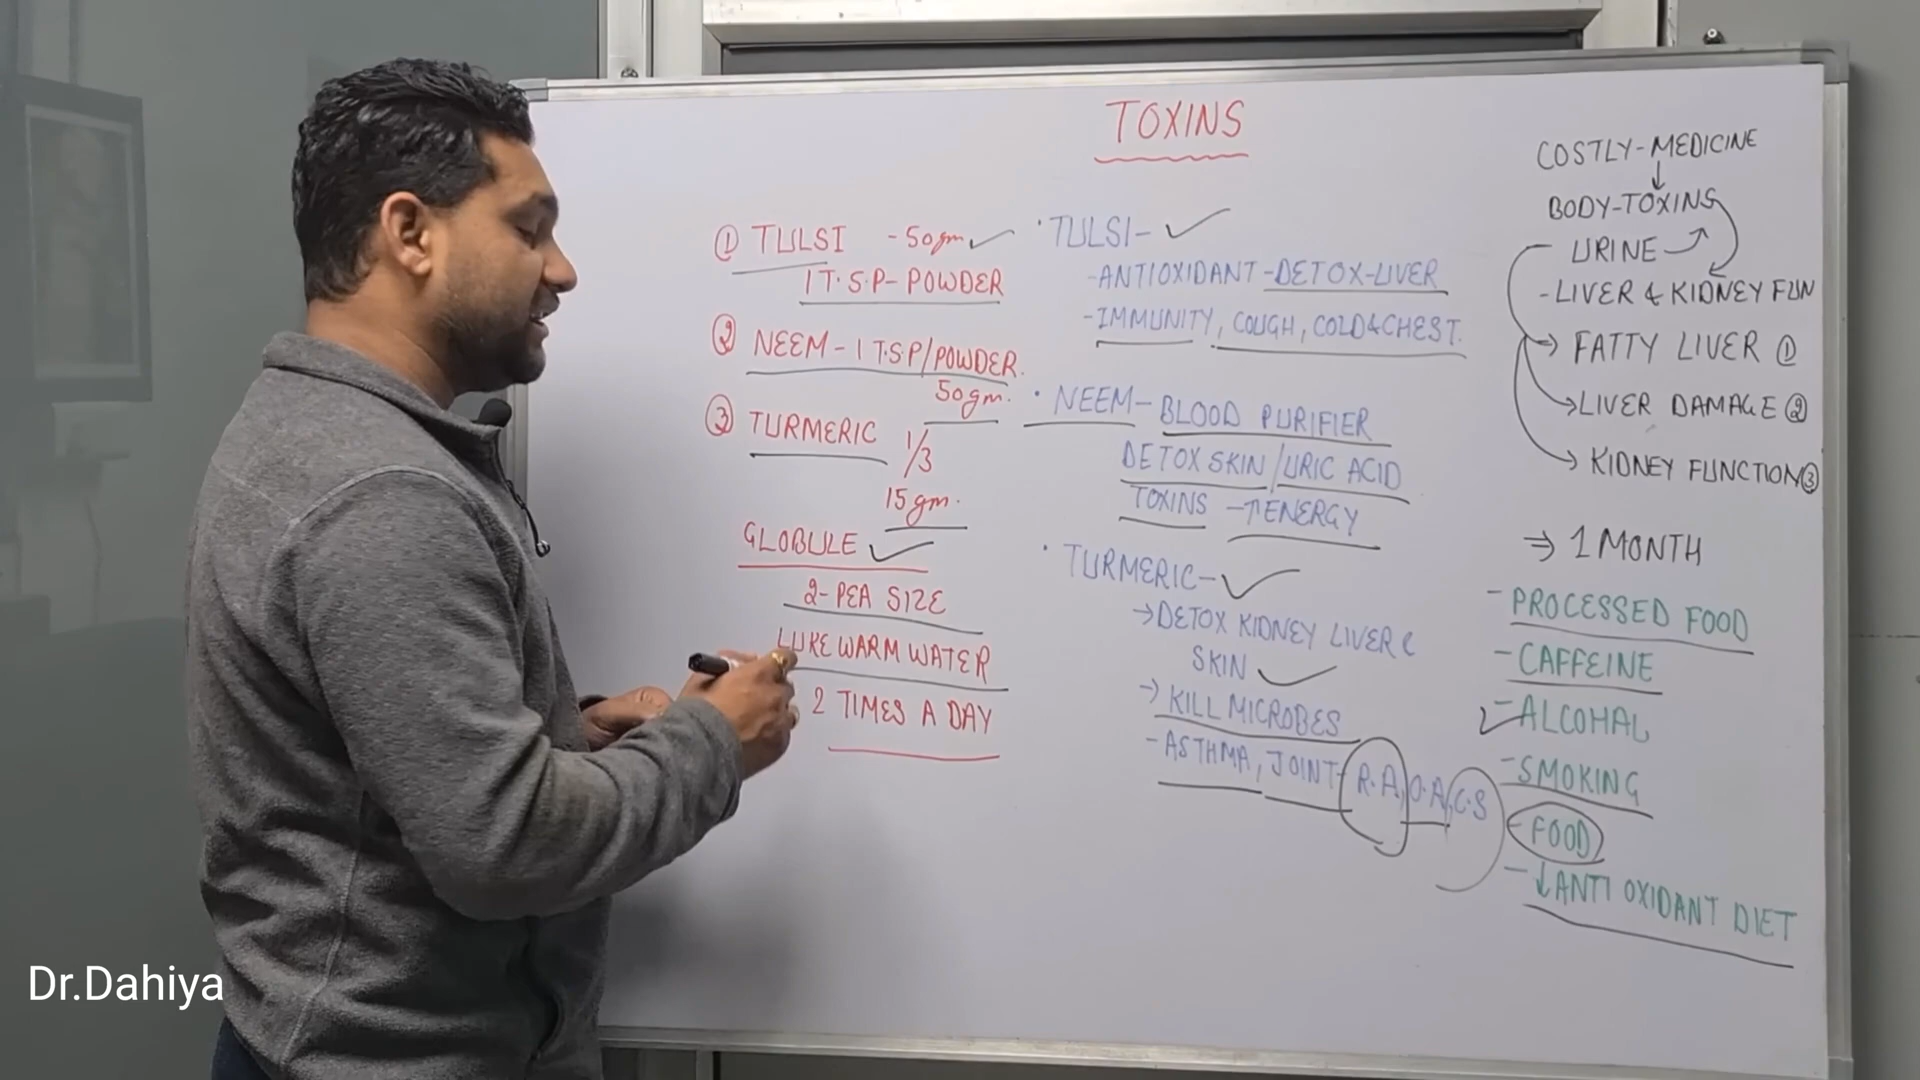 TOXINS
① TULSI - 50gm
1 T.S.P- POWDER
② NEEM - 1 T.S.P/POWDER.
50gm.
③ TURMERIC 1/3
15 gm.
GLOBULE
2- PEA SIZE
LUKE WARM WATER
2 TIMES A DAY
· TULSI-
- ANTIOXIDANT - DETOX-LIVER
- IMMUNITY, COUGH, COLD & CHEST.
· NEEM- BLOOD PURIFIER
DETOX SKIN/URIC ACID
TOXINS - ↑ENERGY
· TURMERIC-
→ DETOX KIDNEY LIVER &
SKIN
→ KILL MICROBES
- ASTHMA, JOINT- R.A, O.A, C.S
COSTLY-MEDICINE
↓
BODY-TOXINS
URINE
- LIVER & KIDNEY FUN
→ FATTY LIVER ①
→ LIVER DAMAGE ②
→ KIDNEY FUNCTION ③
⇒ 1 MONTH
- PROCESSED FOOD
- CAFFEINE
- ALCOHAL
- SMOKING
- FOOD
- ↓ANTI OXIDANT DIET
Dr.Dahiya